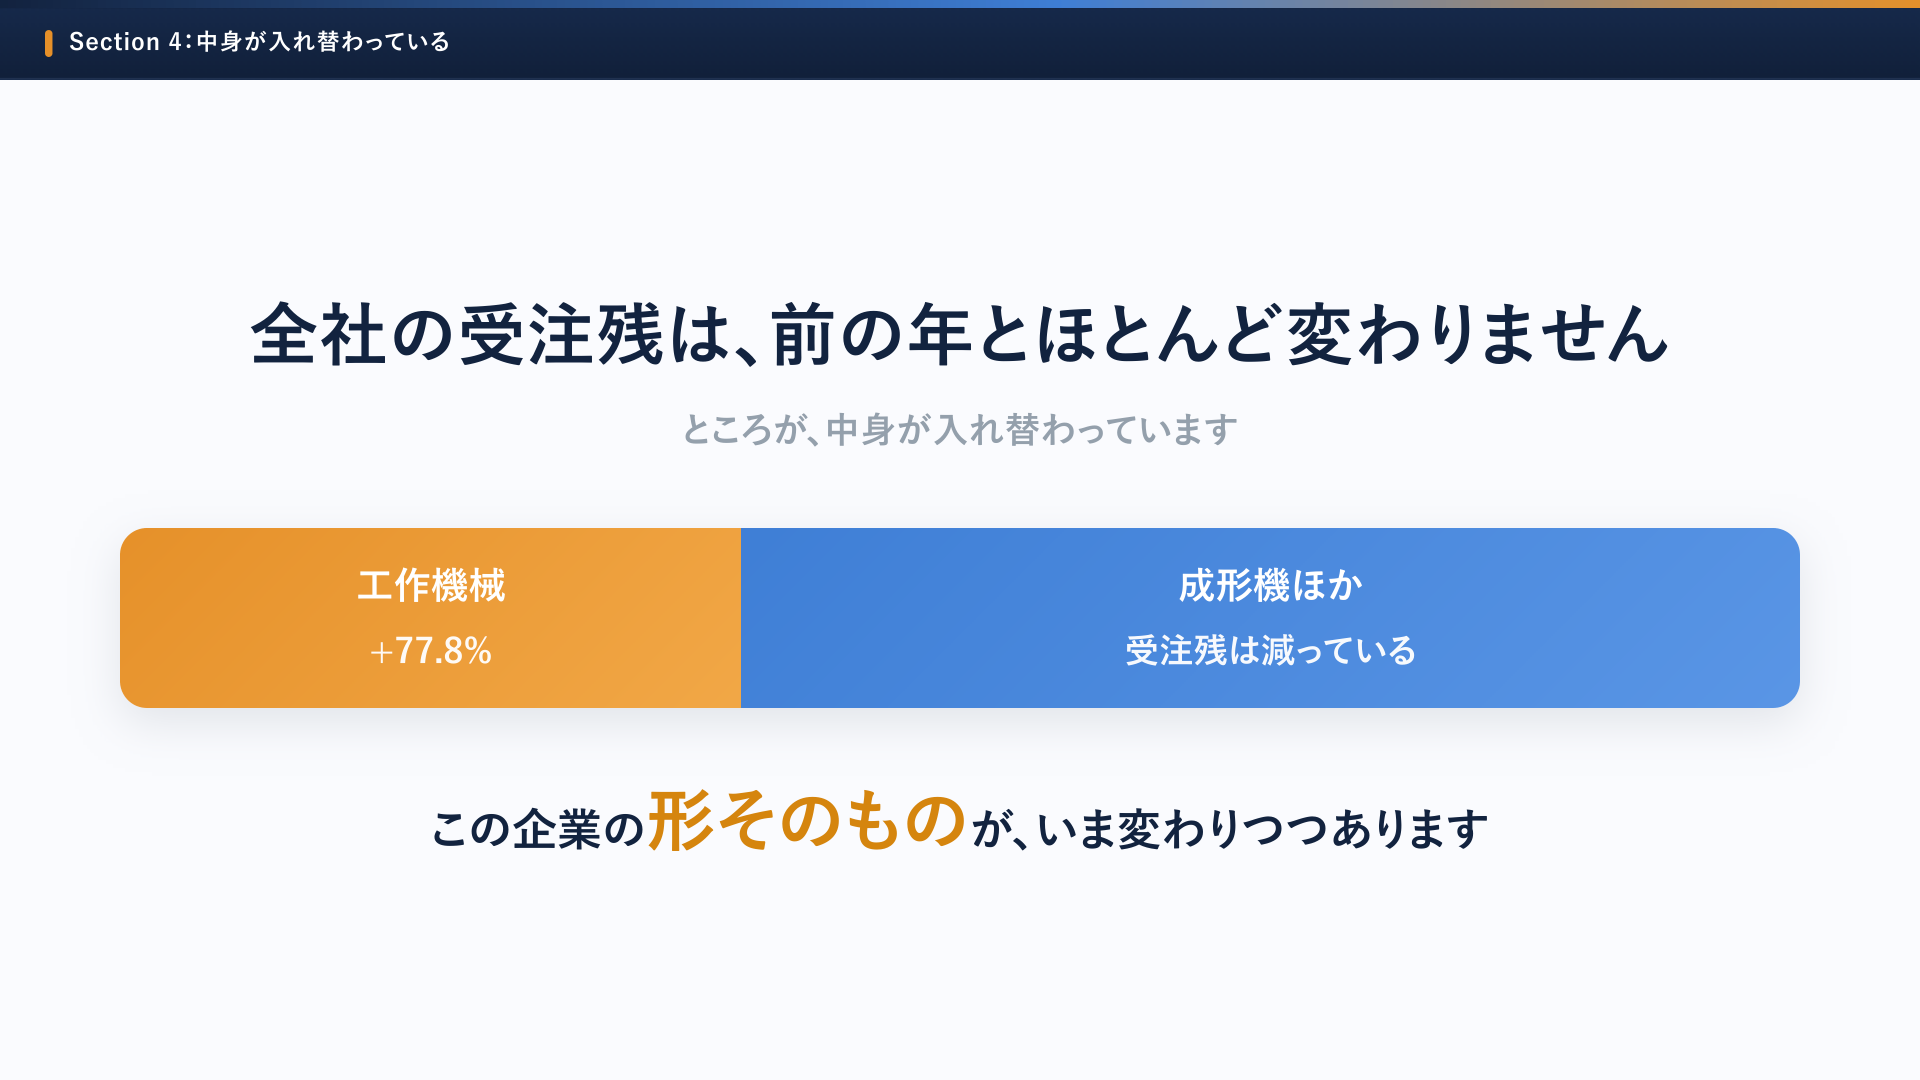 Section 4：中身が入れ替わっている
全社の受注残は、前の年とほとんど変わりません
ところが、中身が入れ替わっています
工作機械
+77.8%
成形機ほか
受注残は減っている
この企業の形そのものが、いま変わりつつあります